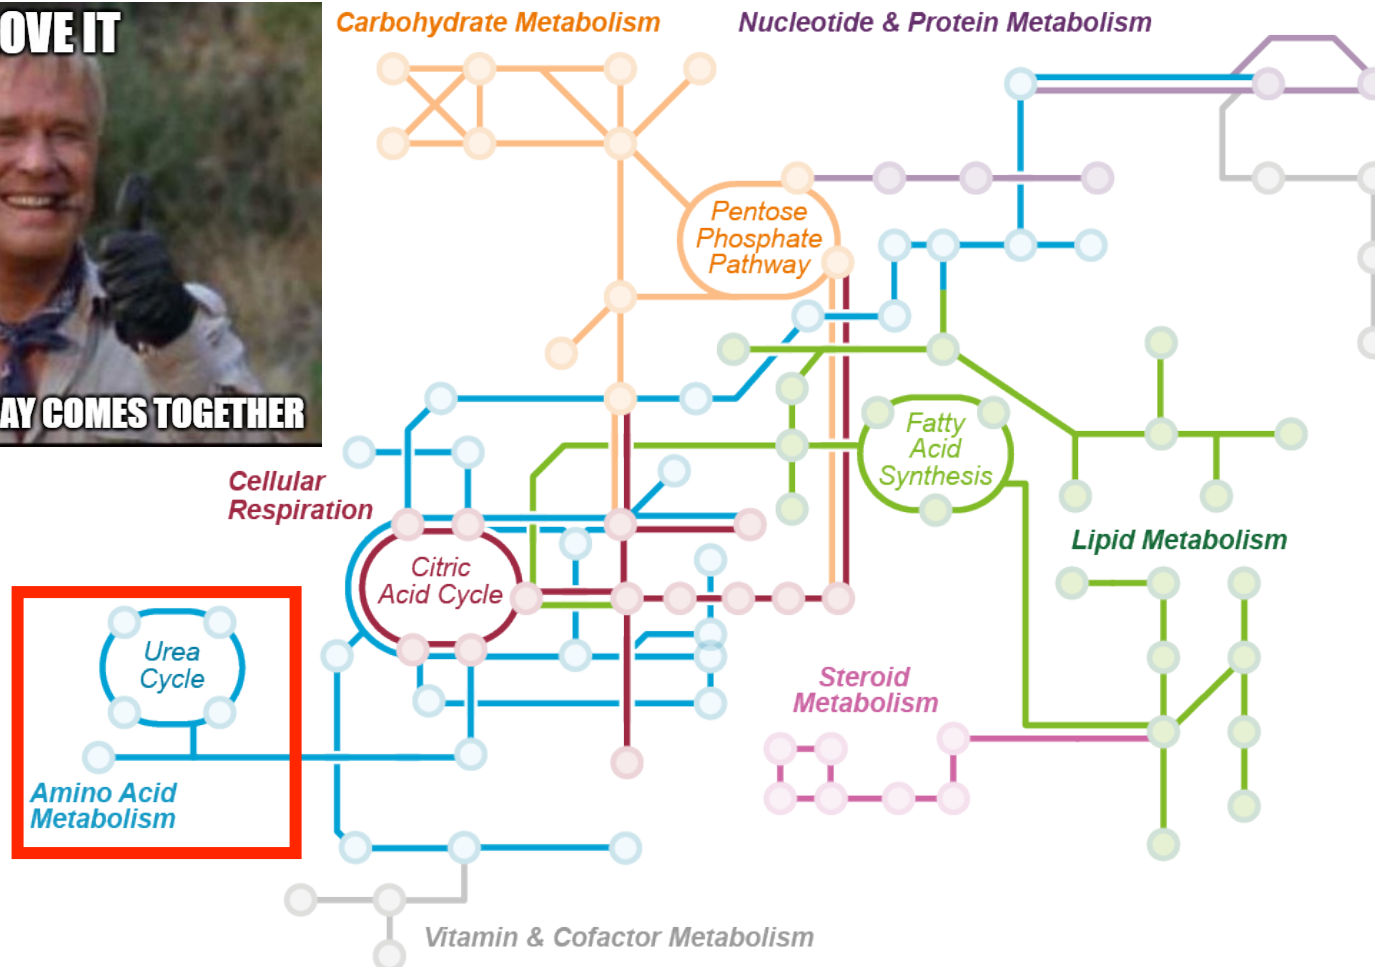 OVE IT
AY COMES TOGETHER
Carbohydrate Metabolism
Nucleotide & Protein Metabolism
Pentose
Phosphate
Pathway
Fatty
Acid
Synthesis
Cellular
Respiration
Citric
Acid Cycle
Lipid Metabolism
Urea
Cycle
Steroid
Metabolism
Amino Acid
Metabolism
Vitamin & Cofactor Metabolism